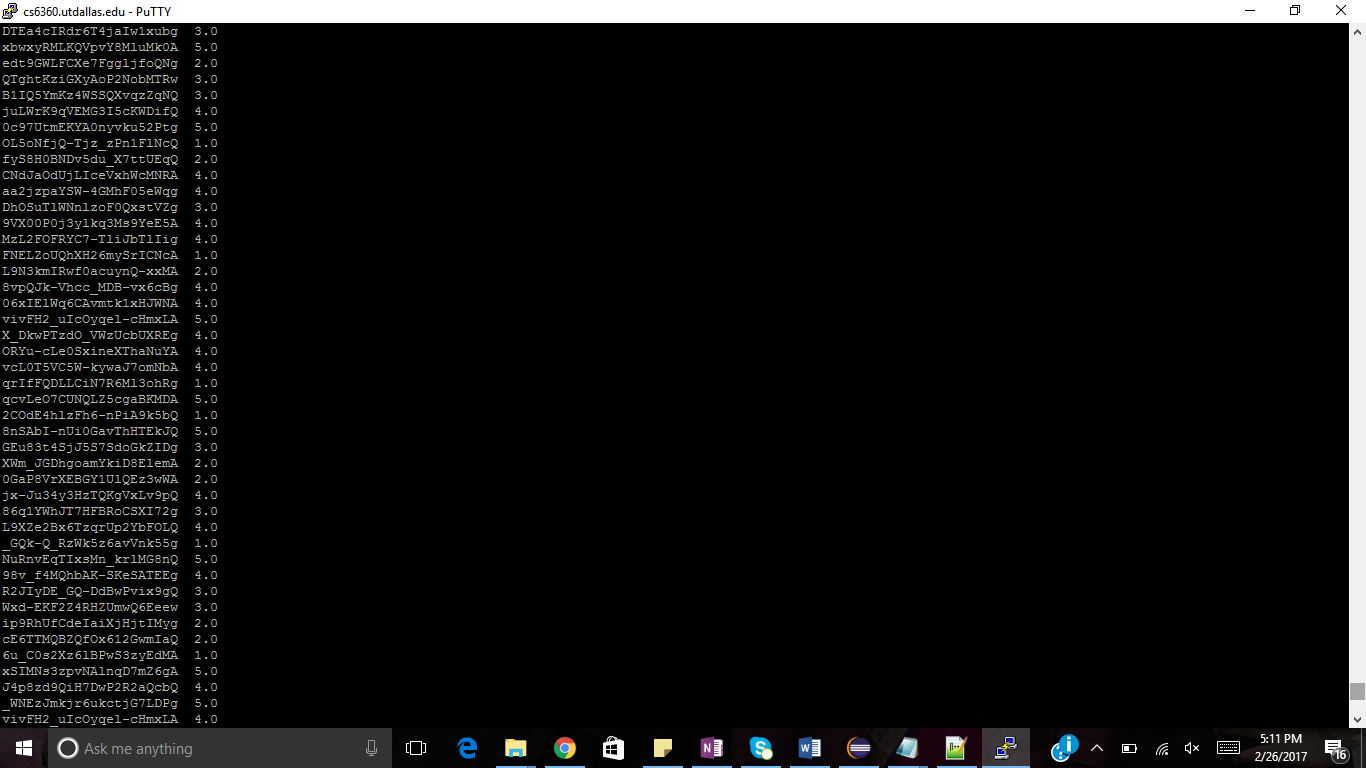 cs6360.utdallas.edu - PuTTY
DTEa4cIRdr6T4jaIw1xubg 3.0
xbwxyRMLKQVpvY8MluMk0A 5.0
edt9GWLFCXe7FggljfoQNg 2.0
QTghtKziGXyAoP2NobMTRw 3.0
B1IQ5YmKz4WSSQXvqzZqNQ 3.0
juLWrK9qVEMG3I5cKWDifQ 4.0
0c97UtmEKYA0nyvku52Ptg 5.0
OL5oNfjQ-Tjz_zPn1FlNcQ 1.0
fyS8H0BNDv5du_X7ttUEqQ 2.0
CNdJaOdUjLIceVxhWcMNRA 4.0
aa2jzpaYSW-4GMhF05eWqg 4.0
DhOSuTlWNnlzoF0QxstVZg 3.0
9VX00P0j3ylkq3Ms9YeE5A 4.0
MzL2FOFRYC7-TliJbTlIig 4.0
FNELZoUQhXH26mySrICNcA 1.0
L9N3kmIRwf0acuynQ-xxMA 2.0
8vpQJk-Vhcc_MDB-vx6cBg 4.0
06xIElWq6CAvmtk1xHJWNA 4.0
vivFH2_uIcOyqel-cHmxLA 5.0
X_DkwPTzdO_VWzUcbUXREg 4.0
ORYu-cLe0SxineXThaNuYA 4.0
vcL0T5VC5W-kywaJ7omNbA 4.0
qrIfFQDLLCiN7R6Ml3ohRg 1.0
qcvLeO7CUNQLZ5cgaBKMDA 5.0
2COdE4hlzFh6-nPiA9k5bQ 1.0
8nSAbI-nUi0GavThHTEkJQ 5.0
GEu83t4SjJ5S7SdoGkZIDg 3.0
XWm_JGDhgoamYkiD8ElemA 2.0
0GaP8VrXEBGY1UlQEz3wWA 2.0
jx-Ju34y3HzTQKgVxLv9pQ 4.0
86q1YWhJT7HFBRoCSXI72g 3.0
L9XZe2Bx6TzqrUp2YbFOLQ 4.0
_GQk-Q_RzWk5z6avVnk55g 1.0
NuRnvEqTIxsMn_krlMG8nQ 5.0
98v_f4MQhbAK-SKeSATEEg 4.0
R2JIyDE_GQ-DdBwPvix9gQ 3.0
Wxd-EKF2Z4RHZUmwQ6Eeew 3.0
ip9RhUfCdeIaiXjHjtIMyg 2.0
cE6TTMQBZQfOx612GwmIaQ 2.0
6u_C0s2Xz6lBPwS3zyEdMA 1.0
xSIMNs3zpvNAlnqD7mZ6gA 5.0
J4p8zd9QiH7DwP2R2aQcbQ 4.0
_WNEzJmkjr6ukctjG7LDPg 5.0
vivFH2_uIcOyqel-cHmxLA 4.0
Ask me anything
5:11 PM
2/26/2017
16